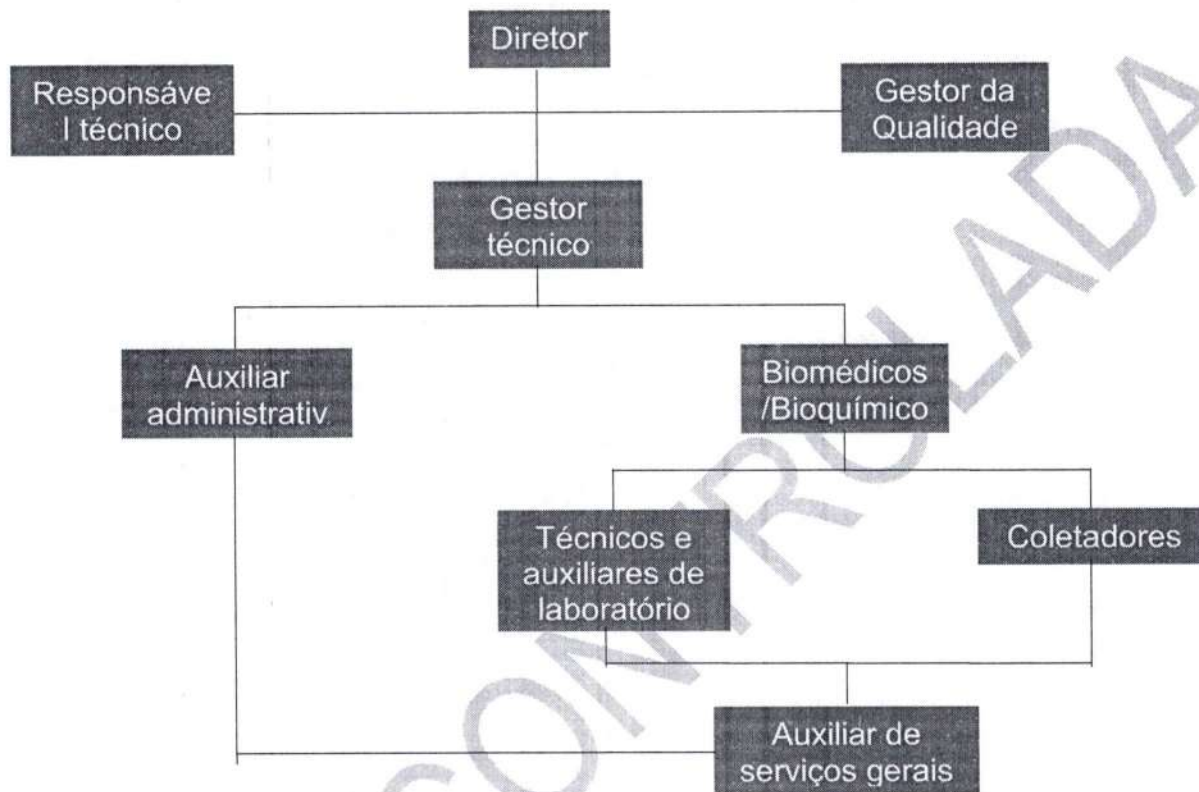 Diretor
Responsáve
l técnico
Gestor da
Qualidade
Gestor
técnico
Auxiliar
administrativ
Biomédicos
/Bioquímico
Técnicos e
auxiliares de
laboratório
Coletadores
Auxiliar de
serviços gerais
CONTROLADA